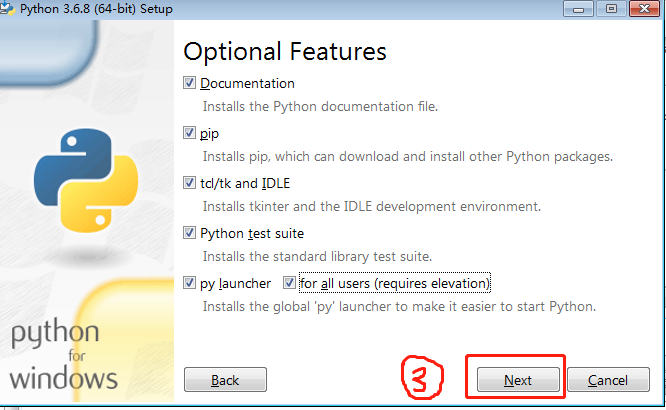 Python 3.6.8 (64-bit) Setup
Optional Features
Documentation
Installs the Python documentation file.
pip
Installs pip, which can download and install other Python packages.
tcl/tk and IDLE
Installs tkinter and the IDLE development environment.
Python test suite
Installs the standard library test suite.
py launcher for all users (requires elevation)
Installs the global 'py' launcher to make it easier to start Python.
python
for
windows
Back
3
Next
Cancel